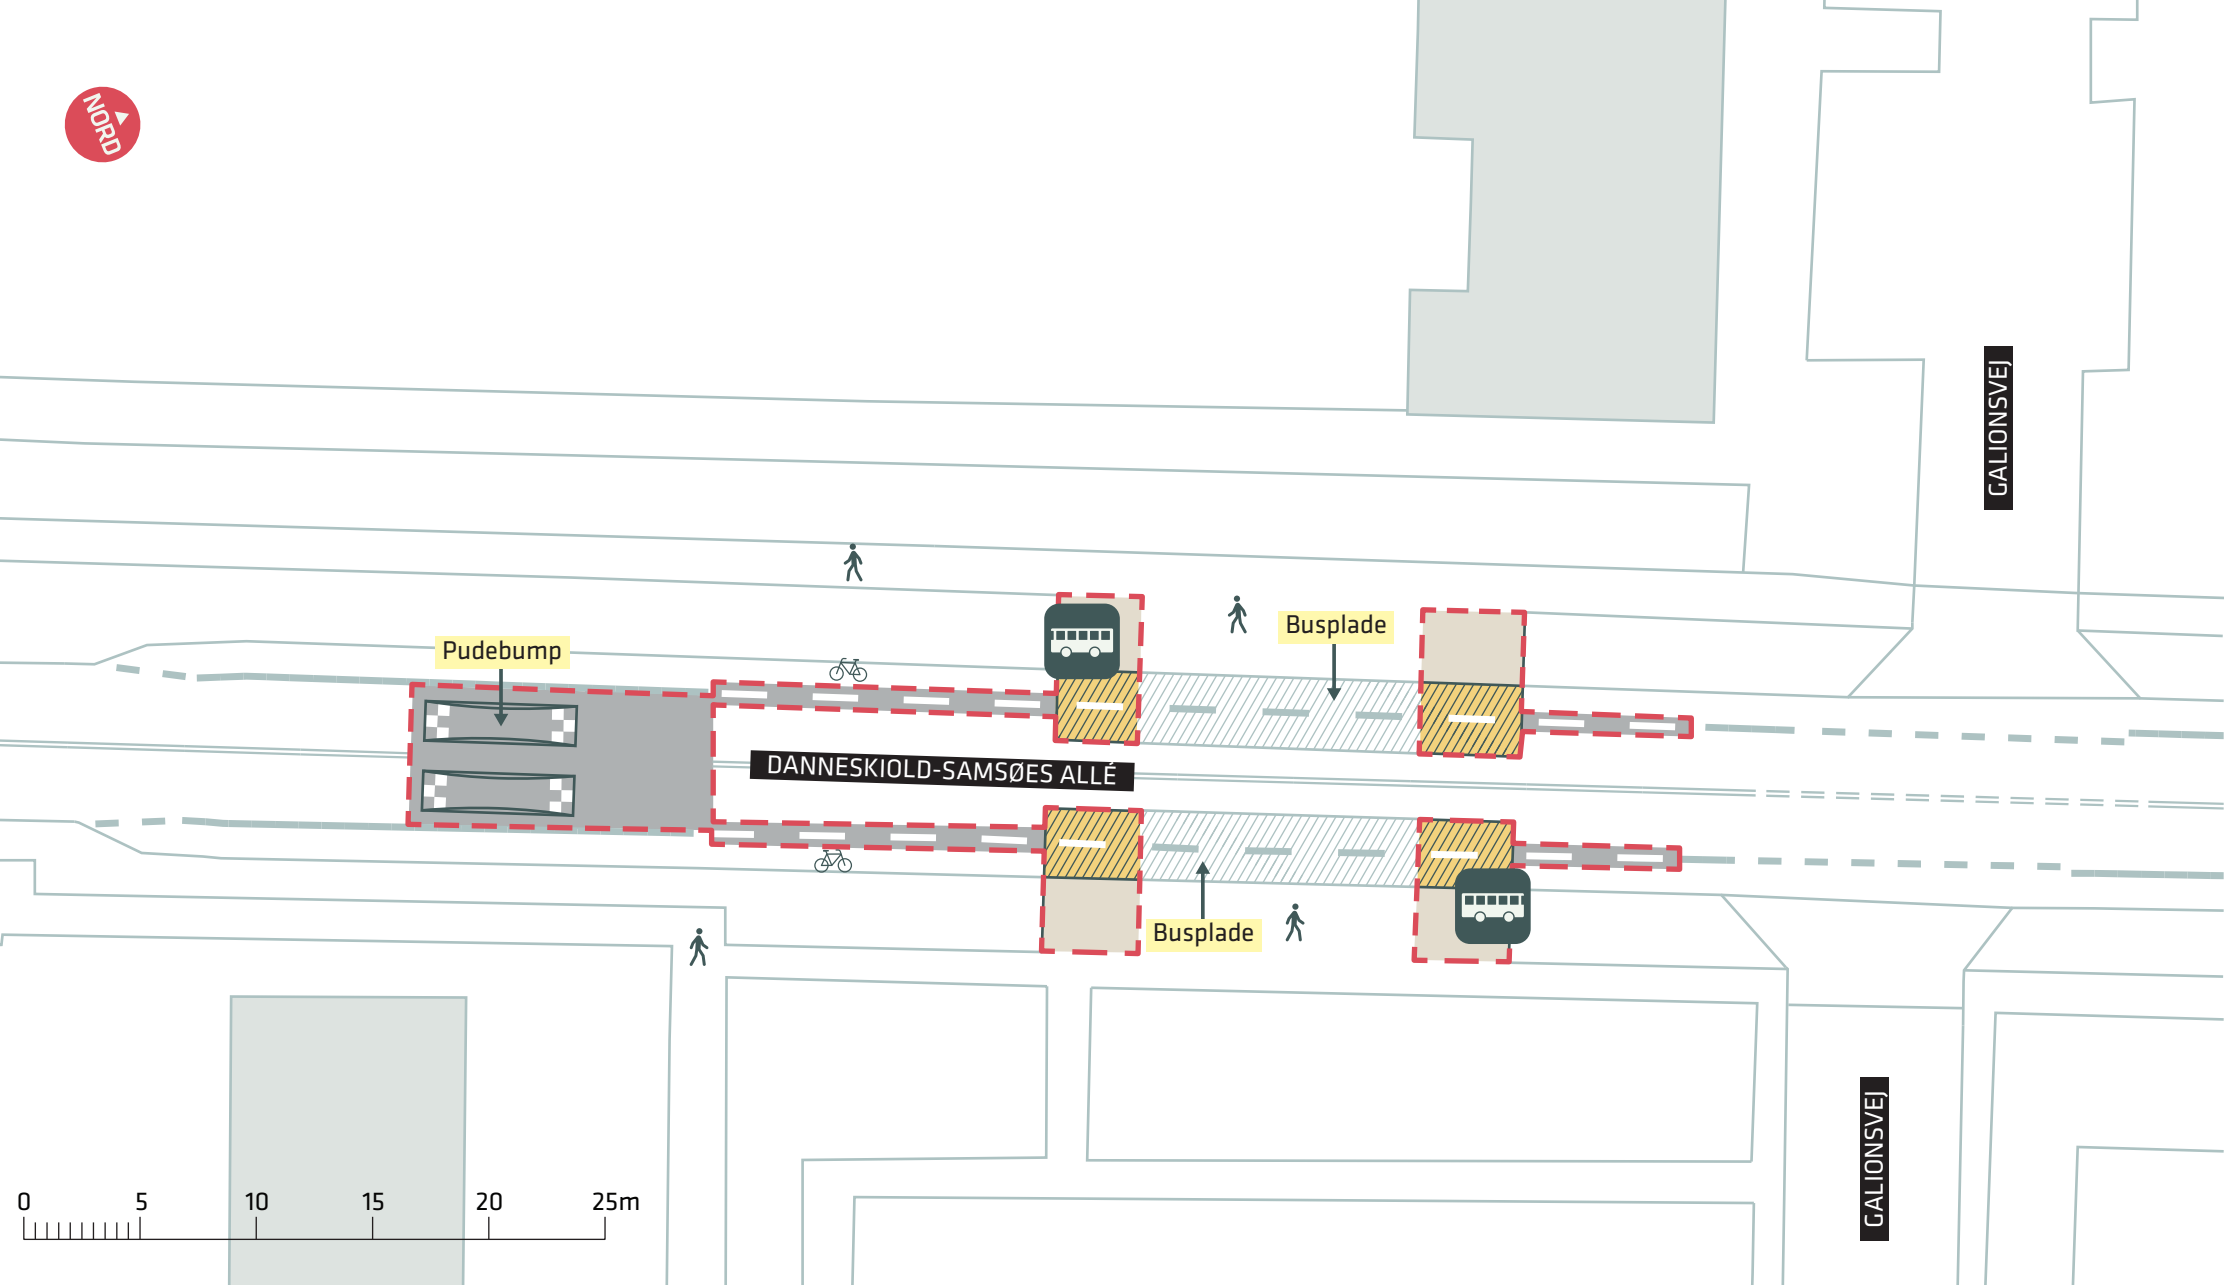 NORD
GALIONSVEJ
Busplade
Pudebump
DANNESKIOLD-SAMSØES ALLÉ
Busplade
GALIONSVEJ
0 5 10 15 20 25m